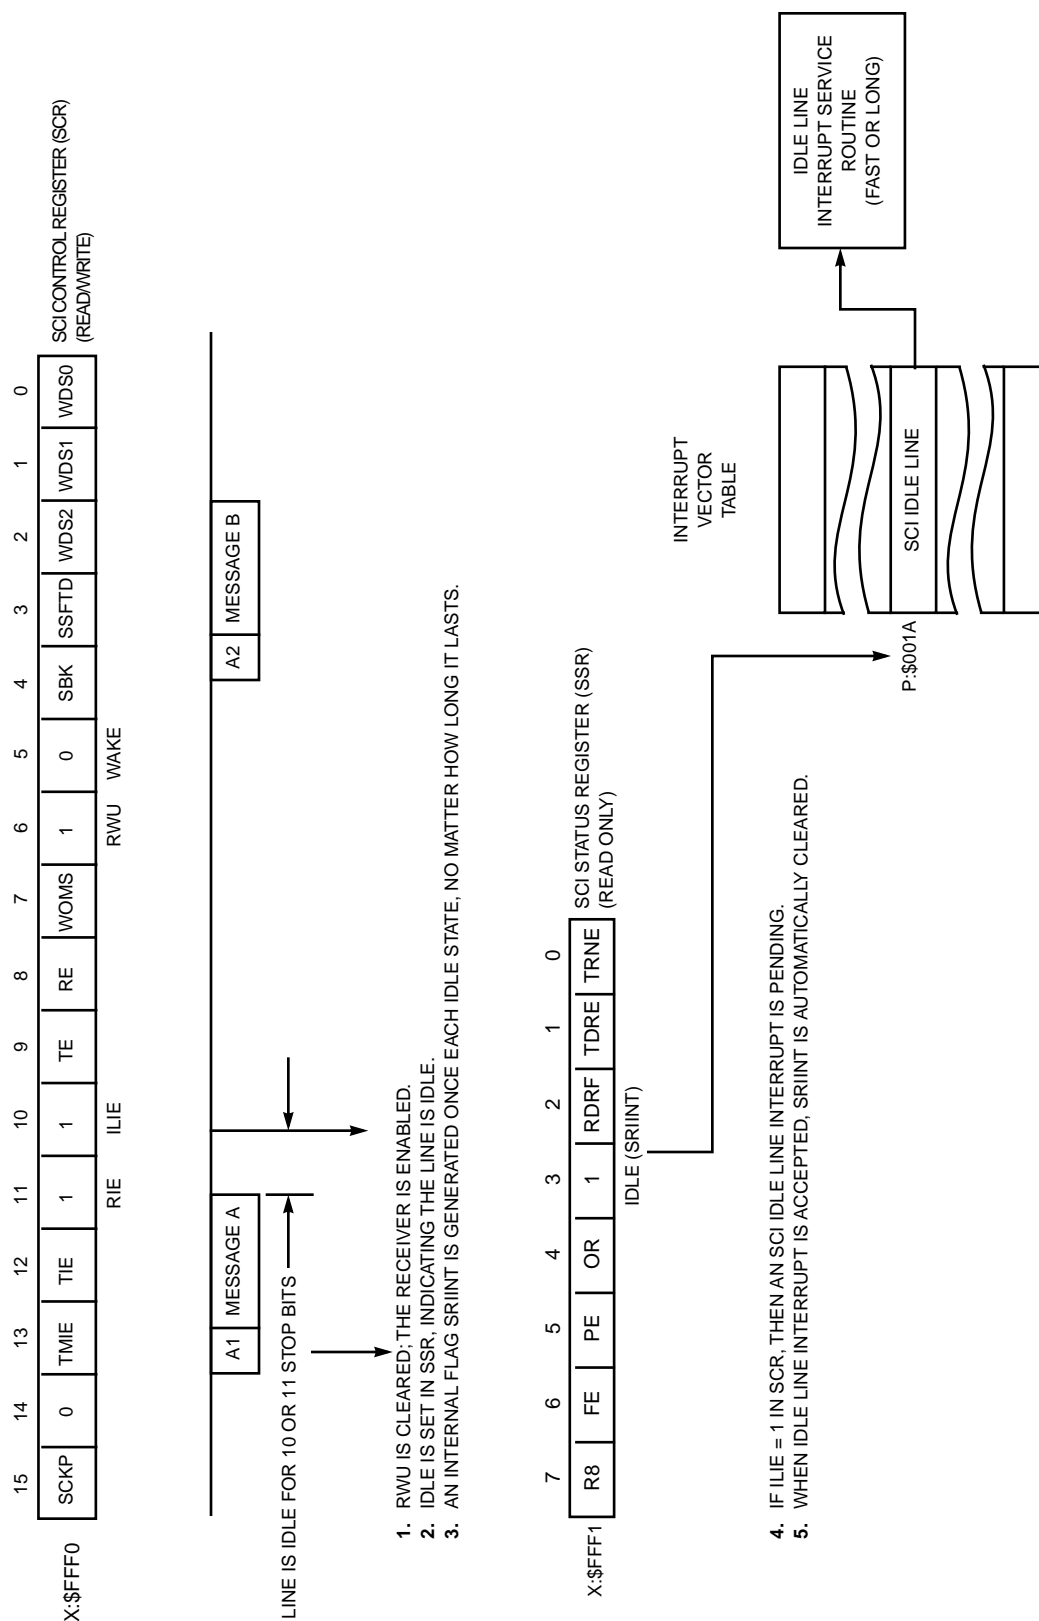 15 14 13 12 11 10 9 8 7 6 5 4 3 2 1 0
X:$FFF0 SCKP 0 TMIE TIE 1 1 TE RE WOMS 1 0 SBK SSFTD WDS2 WDS1 WDS0
SCI CONTROL REGISTER (SCR)
(READ/WRITE)
RIE ILIE RWU WAKE
A1 MESSAGE A A2 MESSAGE B
LINE IS IDLE FOR 10 OR 11 STOP BITS
1. RWU IS CLEARED; THE RECEIVER IS ENABLED.
2. IDLE IS SET IN SSR, INDICATING THE LINE IS IDLE.
3. AN INTERNAL FLAG SRIINT IS GENERATED ONCE EACH IDLE STATE, NO MATTER HOW LONG IT LASTS.
7 6 5 4 3 2 1 0
X:$FFF1 R8 FE PE OR 1 RDRF TDRE TRNE
SCI STATUS REGISTER (SSR)
(READ ONLY)
IDLE (SRIINT)
INTERRUPT
VECTOR
TABLE
4. IF ILIE = 1 IN SCR, THEN AN SCI IDLE LINE INTERRUPT IS PENDING.
5. WHEN IDLE LINE INTERRUPT IS ACCEPTED, SRIINT IS AUTOMATICALLY CLEARED.
P:$001A SCI IDLE LINE
IDLE LINE
INTERRUPT SERVICE
ROUTINE
(FAST OR LONG)